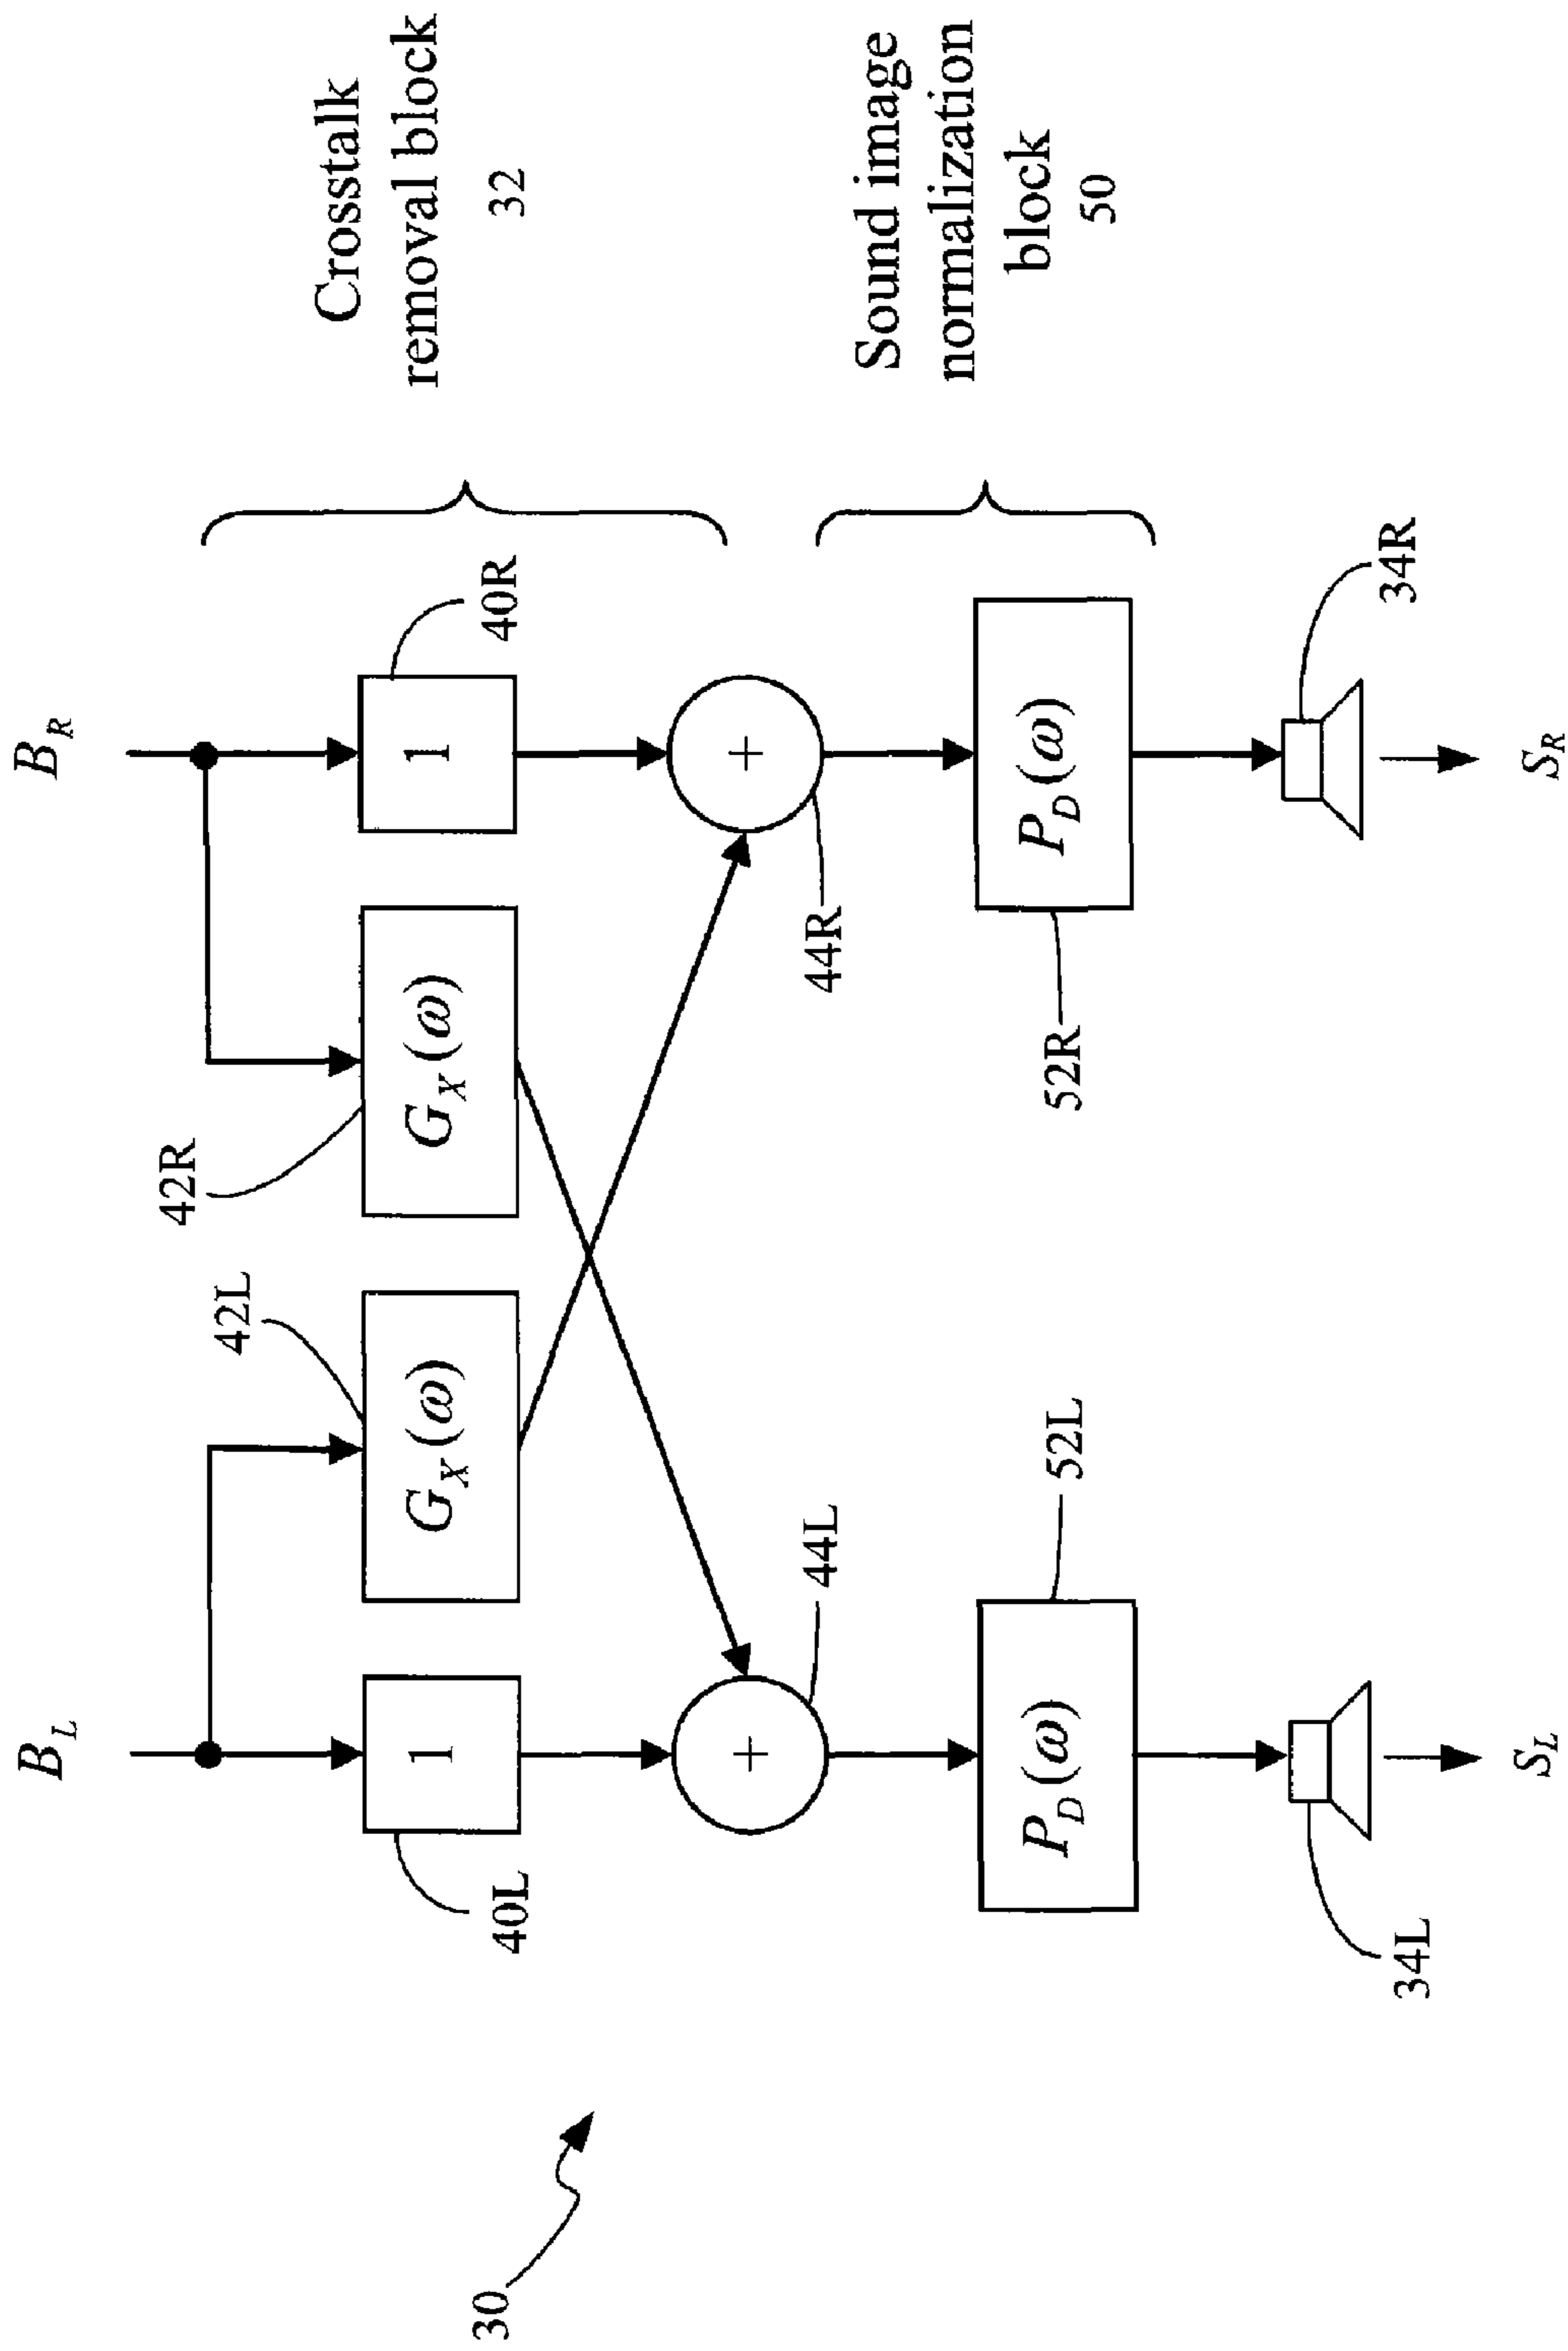 B_L
B_R
42L
42R
40L
1
G_X(ω)
G_X(ω)
1
40R
Crosstalk
removal block
32
30
+
44L
44R
+
52L
52R
P_D(ω)
P_D(ω)
Sound image
normalization
block
50
34L
34R
S_L
S_R